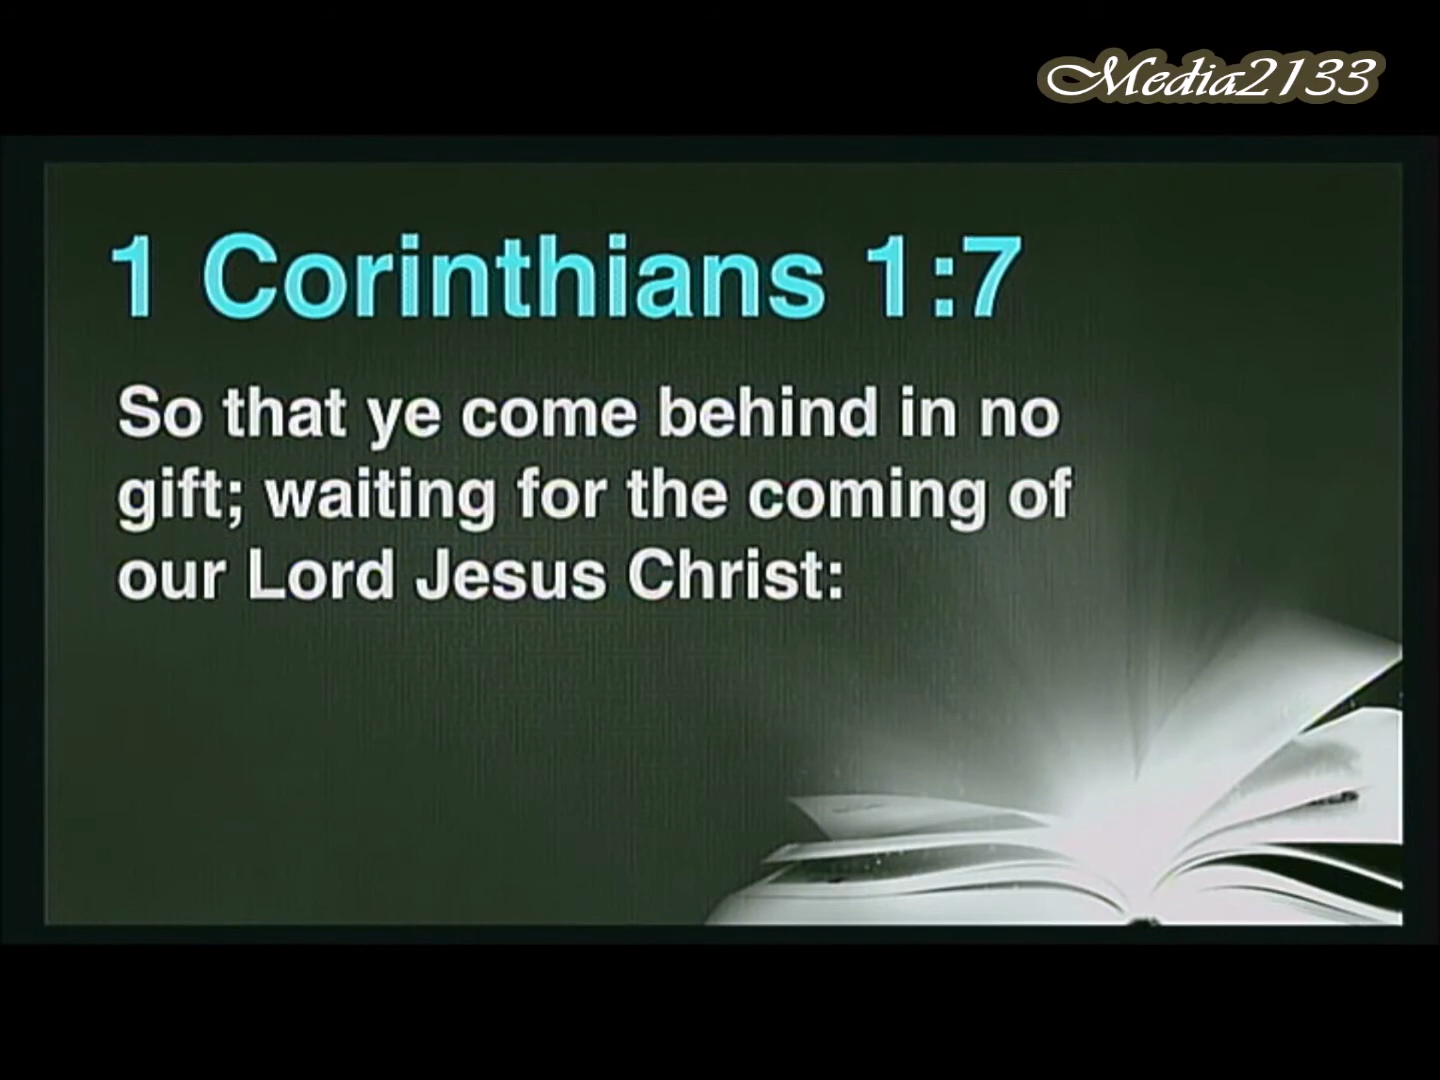 Media2133
1 Corinthians 1:7
So that ye come behind in no
gift; waiting for the coming of
our Lord Jesus Christ: